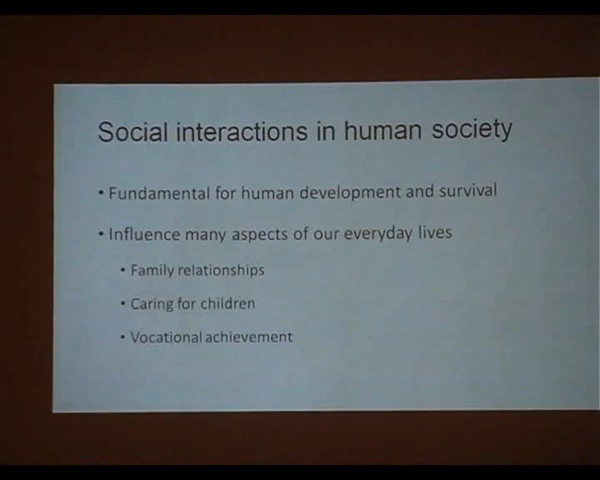 Social interactions in human society
• Fundamental for human development and survival
• Influence many aspects of our everyday lives
• Family relationships
• Caring for children
• Vocational achievement